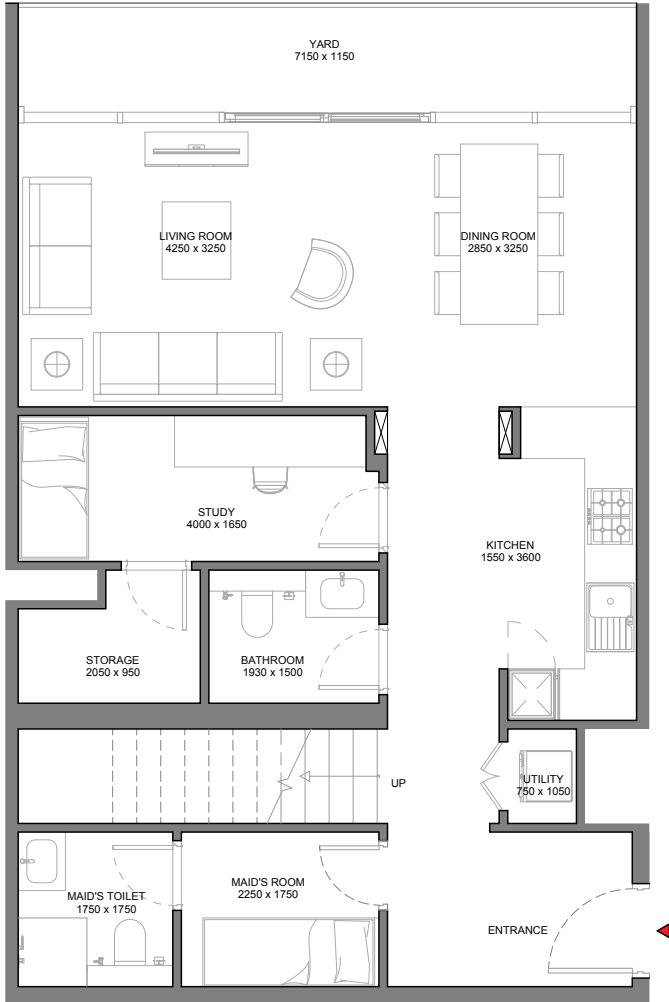 YARD
7150 x 1150
LIVING ROOM
4250 x 3250
DINING ROOM
2850 x 3250
STUDY
4000 x 1650
KITCHEN
1550 x 3600
STORAGE
2050 x 950
BATHROOM
1930 x 1500
UP
UTILITY
750 x 1050
MAID'S TOILET
1750 x 1750
MAID'S ROOM
2250 x 1750
ENTRANCE